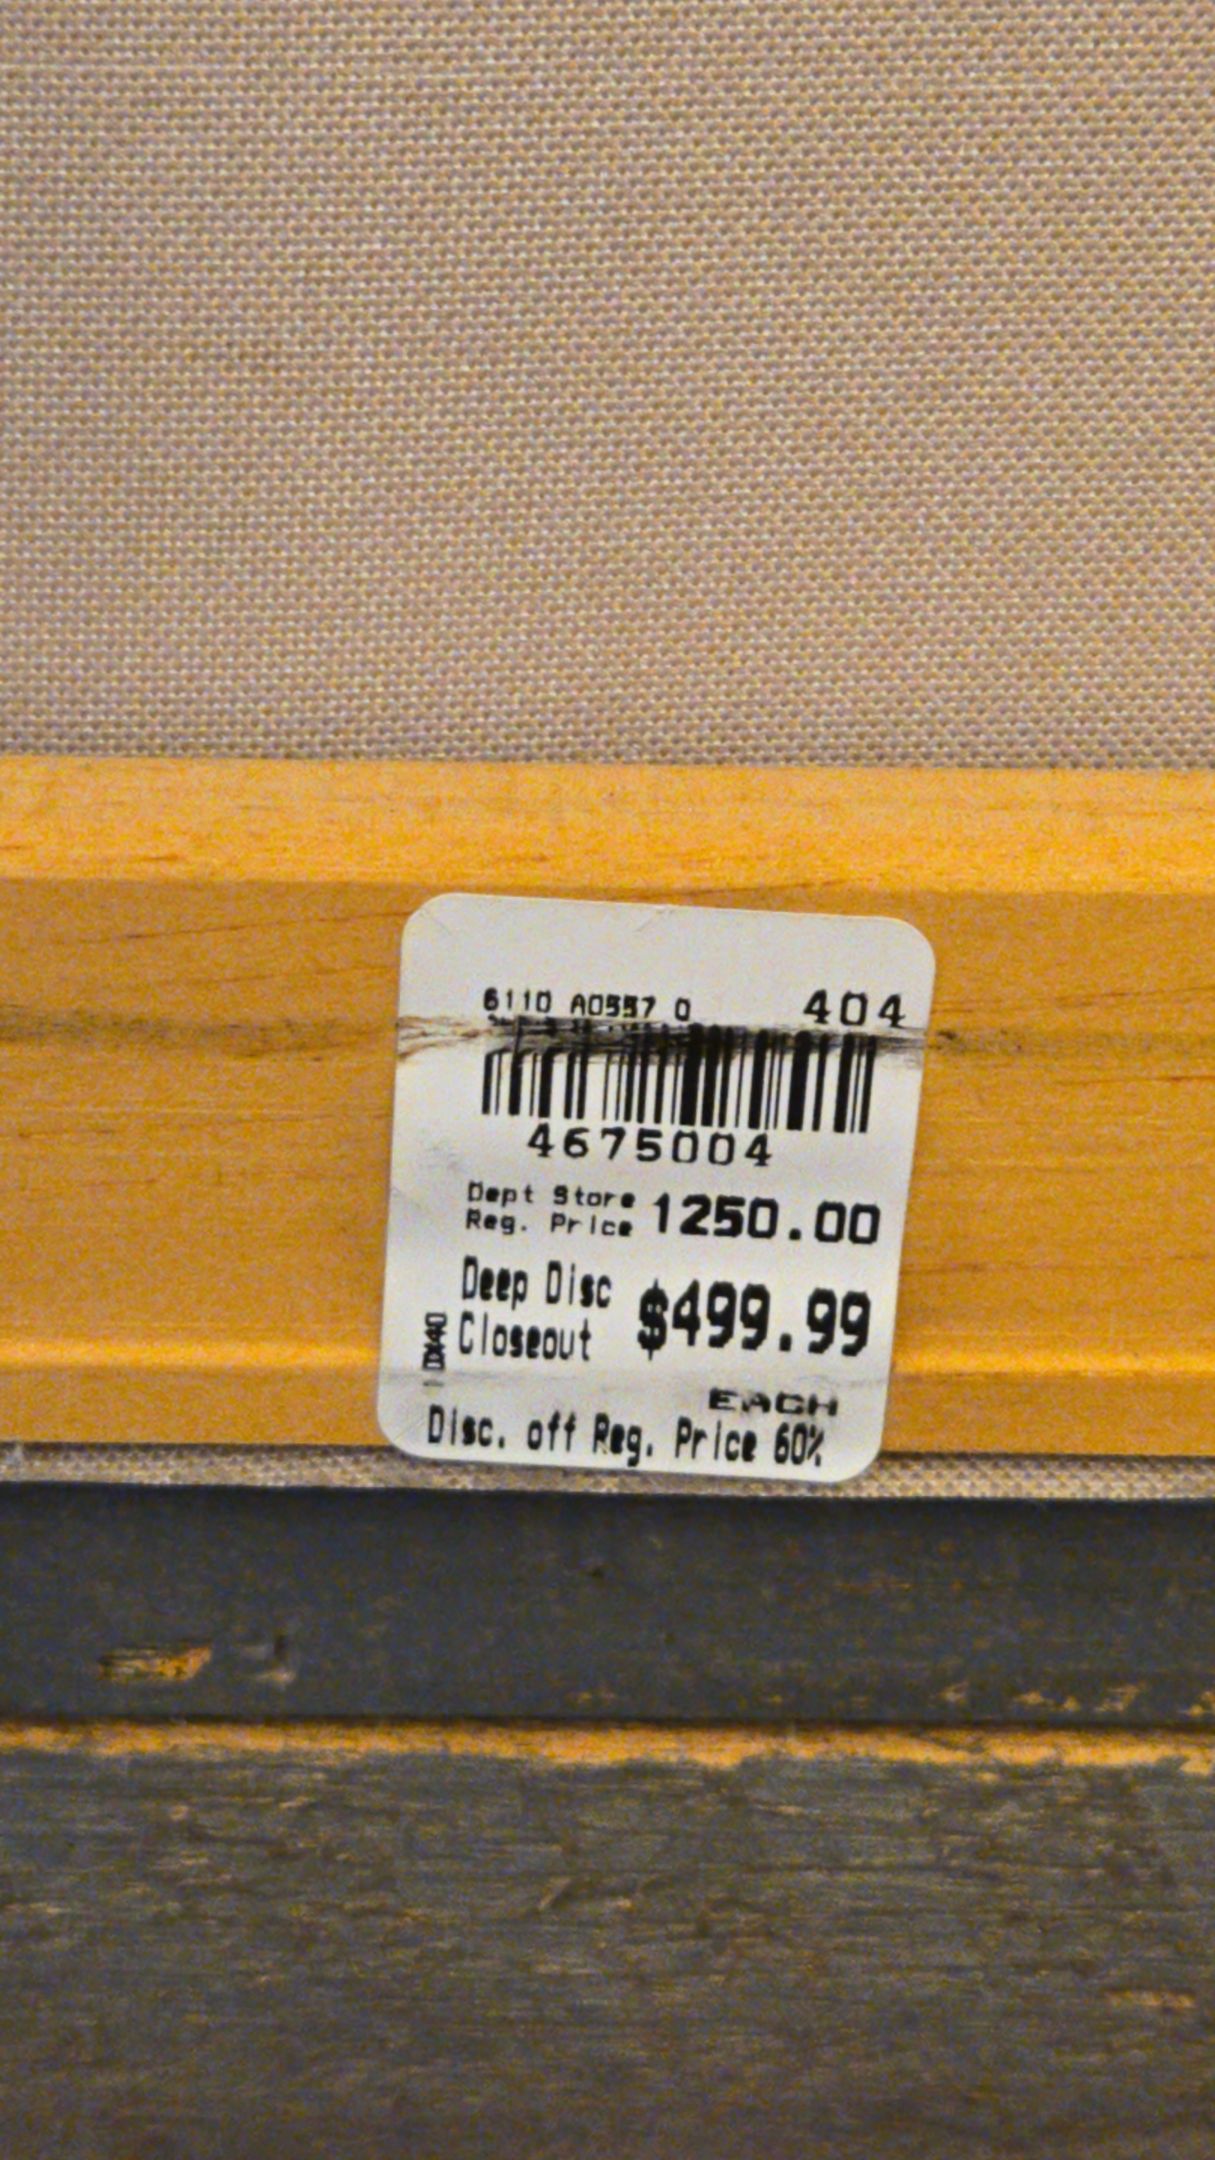 6110 A0557 0 404
4675004
Dept Store
Reg. Price 1250.00
Deep Disc
Closeout $499.99
EACH
Disc. off Reg. Price 60%